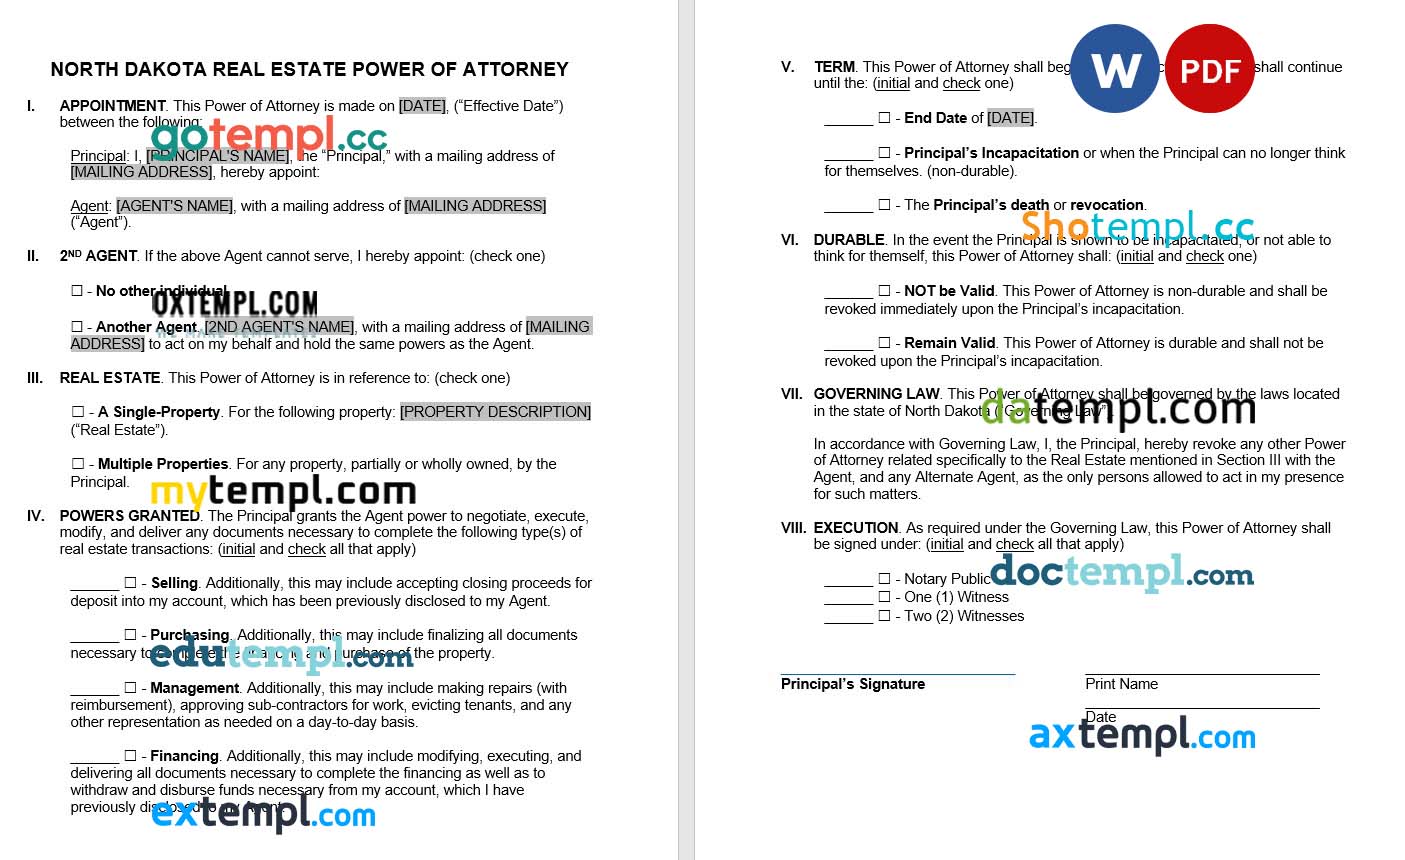 NORTH DAKOTA REAL ESTATE POWER OF ATTORNEY
I. APPOINTMENT. This Power of Attorney is made on [DATE], (“Effective Date”)
between the following:
gotempl.cc
Principal: I, [PRINCIPAL'S NAME], the “Principal,” with a mailing address of
[MAILING ADDRESS], hereby appoint:
Agent: [AGENT'S NAME], with a mailing address of [MAILING ADDRESS]
(“Agent”).
II. 2ND AGENT. If the above Agent cannot serve, I hereby appoint: (check one)
☐ - No other individual
OXTEMPL.COM
WE MAKE TEMPLATES
☐ - Another Agent. [2ND AGENT'S NAME], with a mailing address of [MAILING
ADDRESS] to act on my behalf and hold the same powers as the Agent.
III. REAL ESTATE. This Power of Attorney is in reference to: (check one)
☐ - A Single-Property. For the following property: [PROPERTY DESCRIPTION]
(“Real Estate”).
☐ - Multiple Properties. For any property, partially or wholly owned, by the
Principal.
mytempl.com
IV. POWERS GRANTED. The Principal grants the Agent power to negotiate, execute,
modify, and deliver any documents necessary to complete the following type(s) of
real estate transactions: (initial and check all that apply)
______ ☐ - Selling. Additionally, this may include accepting closing proceeds for
deposit into my account, which has been previously disclosed to my Agent.
______ ☐ - Purchasing. Additionally, this may include finalizing all documents
necessary to complete the financing and purchase of the property.
edutempl.com
______ ☐ - Management. Additionally, this may include making repairs (with
reimbursement), approving sub-contractors for work, evicting tenants, and any
other representation as needed on a day-to-day basis.
______ ☐ - Financing. Additionally, this may include modifying, executing, and
delivering all documents necessary to complete the financing as well as to
withdraw and disburse funds necessary from my account, which I have
previously disclosed to my Agent.
extempl.com
W PDF
V. TERM. This Power of Attorney shall beg shall continue
until the: (initial and check one)
______ ☐ - End Date of [DATE].
______ ☐ - Principal’s Incapacitation or when the Principal can no longer think
for themselves. (non-durable).
______ ☐ - The Principal’s death or revocation.
Shotempl.cc
VI. DURABLE. In the event the Principal is shown to be incapacitated, or not able to
think for themself, this Power of Attorney shall: (initial and check one)
______ ☐ - NOT be Valid. This Power of Attorney is non-durable and shall be
revoked immediately upon the Principal’s incapacitation.
______ ☐ - Remain Valid. This Power of Attorney is durable and shall not be
revoked upon the Principal’s incapacitation.
VII. GOVERNING LAW. This Power of Attorney shall be governed by the laws located
in the state of North Dakota (“Governing Law”).
datempl.com
In accordance with Governing Law, I, the Principal, hereby revoke any other Power
of Attorney related specifically to the Real Estate mentioned in Section III with the
Agent, and any Alternate Agent, as the only persons allowed to act in my presence
for such matters.
VIII. EXECUTION. As required under the Governing Law, this Power of Attorney shall
be signed under: (initial and check all that apply)
______ ☐ - Notary Public
doctempl.com
______ ☐ - One (1) Witness
______ ☐ - Two (2) Witnesses
Principal’s Signature
Print Name
Date
axtempl.com